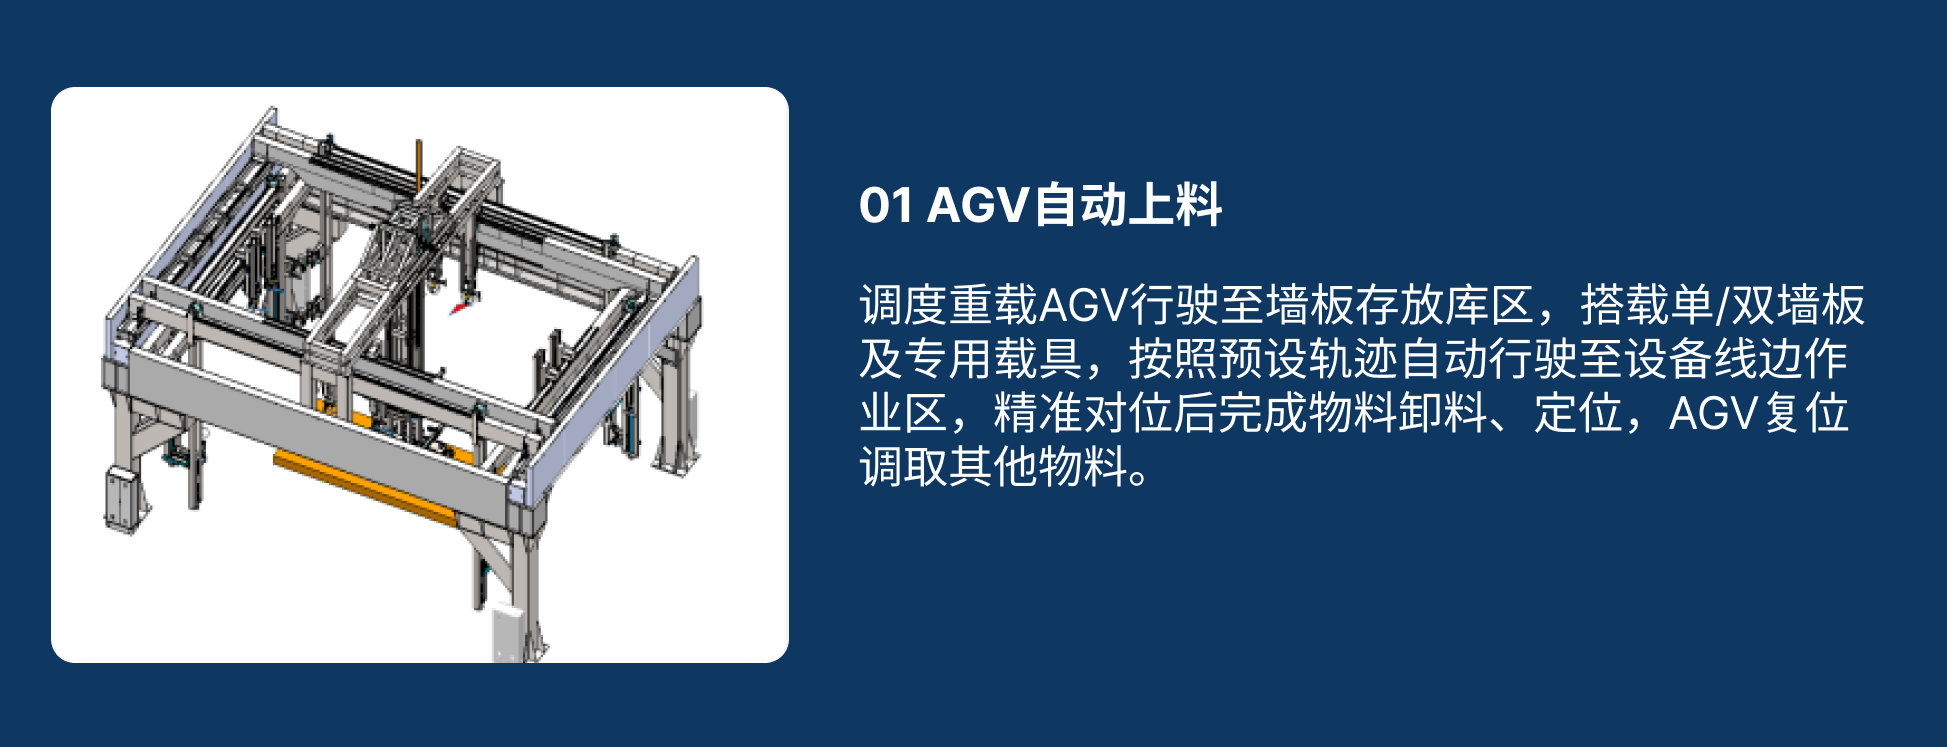 01 AGV自动上料
调度重载AGV行驶至墙板存放库区，搭载单/双墙板
及专用载具，按照预设轨迹自动行驶至设备线边作
业区，精准对位后完成物料卸料、定位，AGV复位
调取其他物料。